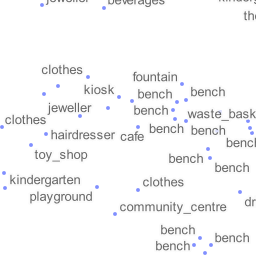 jeweller
beverages
clothes
fountain
kiosk
bench
bench
jeweller
bench
waste_bask
clothes
bench
bench
hairdresser
cafe
bench
toy_shop
bench
bench
kindergarten
clothes
playground
community_centre
bench
bench
bench